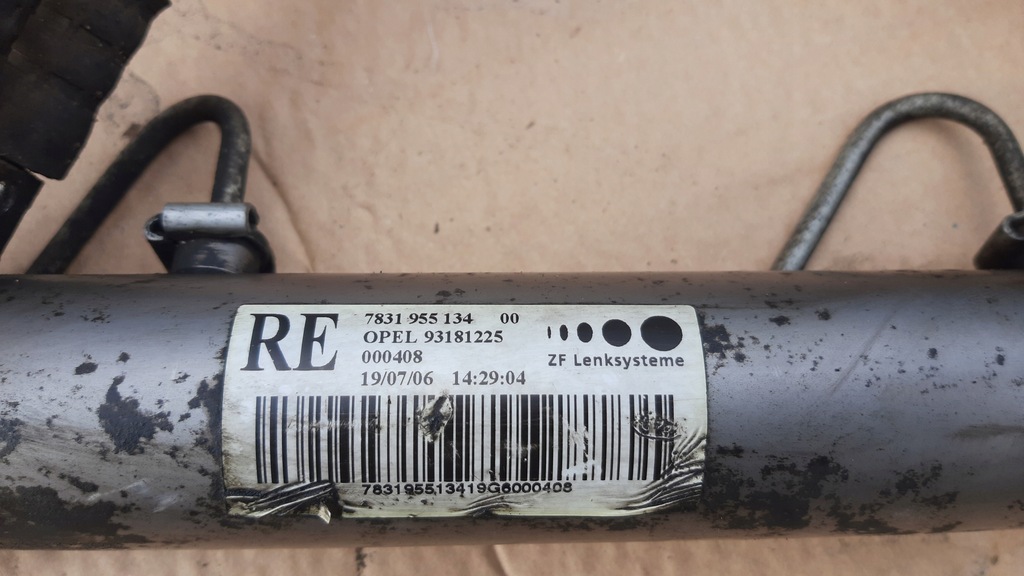 RE
7831 955 134 00
OPEL 93181225
000408
19/07/06 14:29:04
ZF Lenksysteme
783195513419G6000408